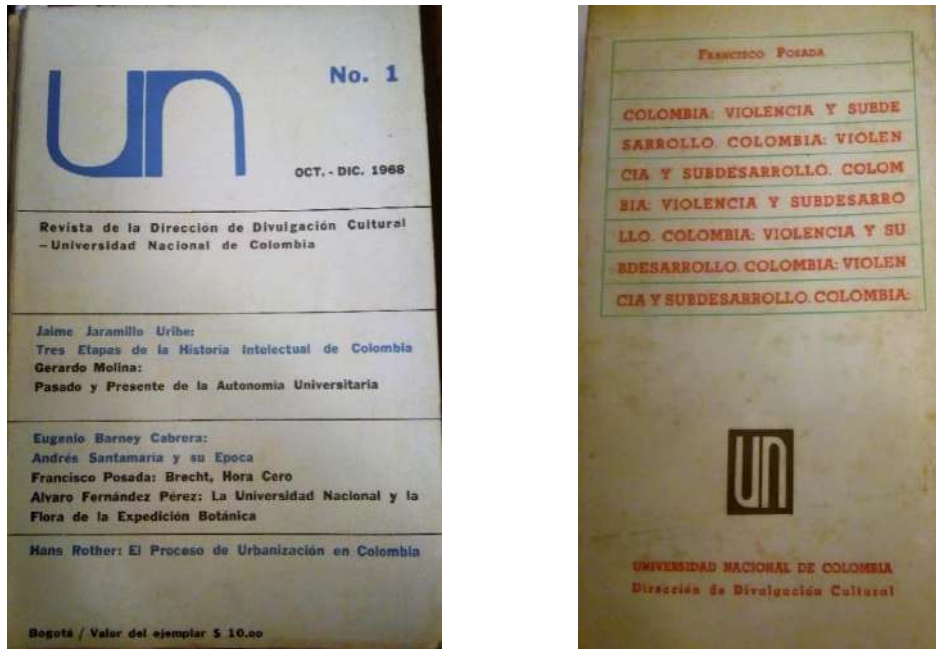 un
No. 1
OCT. - DIC. 1968
Revista de la Dirección de Divulgación Cultural
– Universidad Nacional de Colombia
Jaime Jaramillo Uribe:
Tres Etapas de la Historia Intelectual de Colombia
Gerardo Molina:
Pasado y Presente de la Autonomía Universitaria
Eugenio Barney Cabrera:
Andrés Santamaría y su Epoca
Francisco Posada: Brecht, Hora Cero
Alvaro Fernández Pérez: La Universidad Nacional y la
Flora de la Expedición Botánica
Hans Rother: El Proceso de Urbanización en Colombia
Bogotá / Valor del ejemplar $ 10.oo
FRANCISCO POSADA
COLOMBIA: VIOLENCIA Y SUBDE
SARROLLO. COLOMBIA: VIOLEN
CIA Y SUBDESARROLLO. COLOM
BIA: VIOLENCIA Y SUBDESARRO
LLO. COLOMBIA: VIOLENCIA Y SU
BDESARROLLO. COLOMBIA: VIOLEN
CIA Y SUBDESARROLLO. COLOMBIA:
un
UNIVERSIDAD NACIONAL DE COLOMBIA
Dirección de Divulgación Cultural